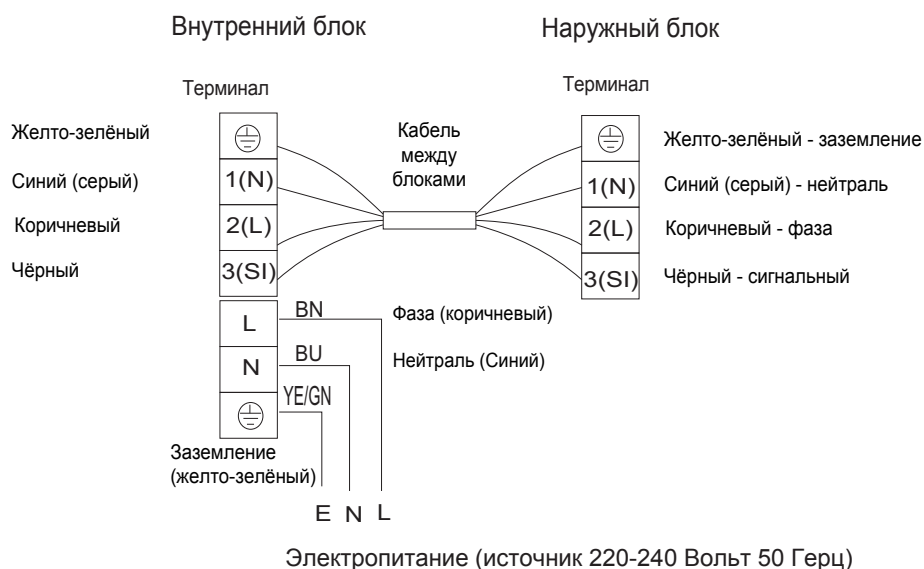 Внутренний блок
Наружный блок
Терминал
Терминал
Желто-зелёный
Кабель
между
блоками
Желто-зелёный - заземление
Синий (серый)
1(N)
1(N)
Синий (серый) - нейтраль
Коричневый
2(L)
2(L)
Коричневый - фаза
Чёрный
3(SI)
3(SI)
Чёрный - сигнальный
L
BN
Фаза (коричневый)
N
BU
Нейтраль (Синий)
YE/GN
Заземление
(желто-зелёный)
E N L
Электропитание (источник 220-240 Вольт 50 Герц)